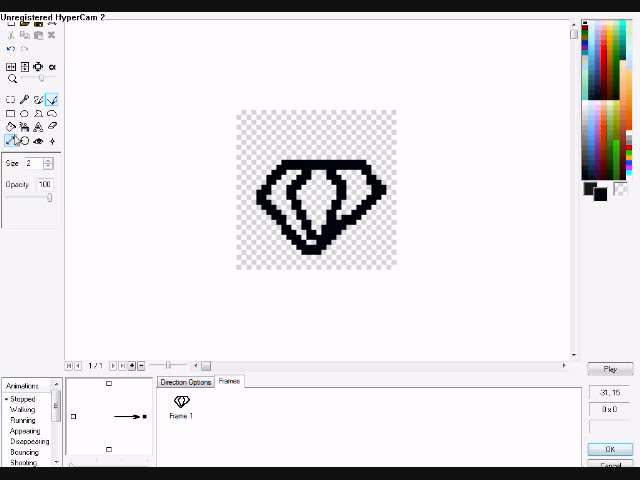 Unregistered HyperCam 2
Size 2
Opacity 100
1 / 1
Animations
Stopped
Walking
Running
Appearing
Disappearing
Bouncing
Shooting
Direction Options
Frames
Frame 1
Play
-31, 15
0 x 0
OK
Cancel